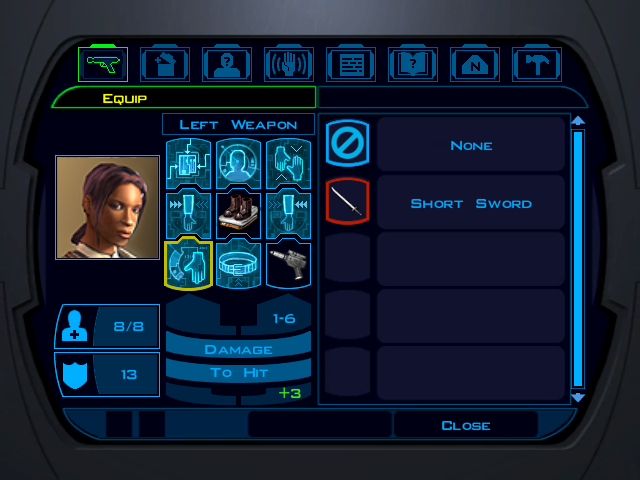 Equip
Left Weapon
None
Short Sword
8/8
13
1-6
Damage
To Hit
+3
Close